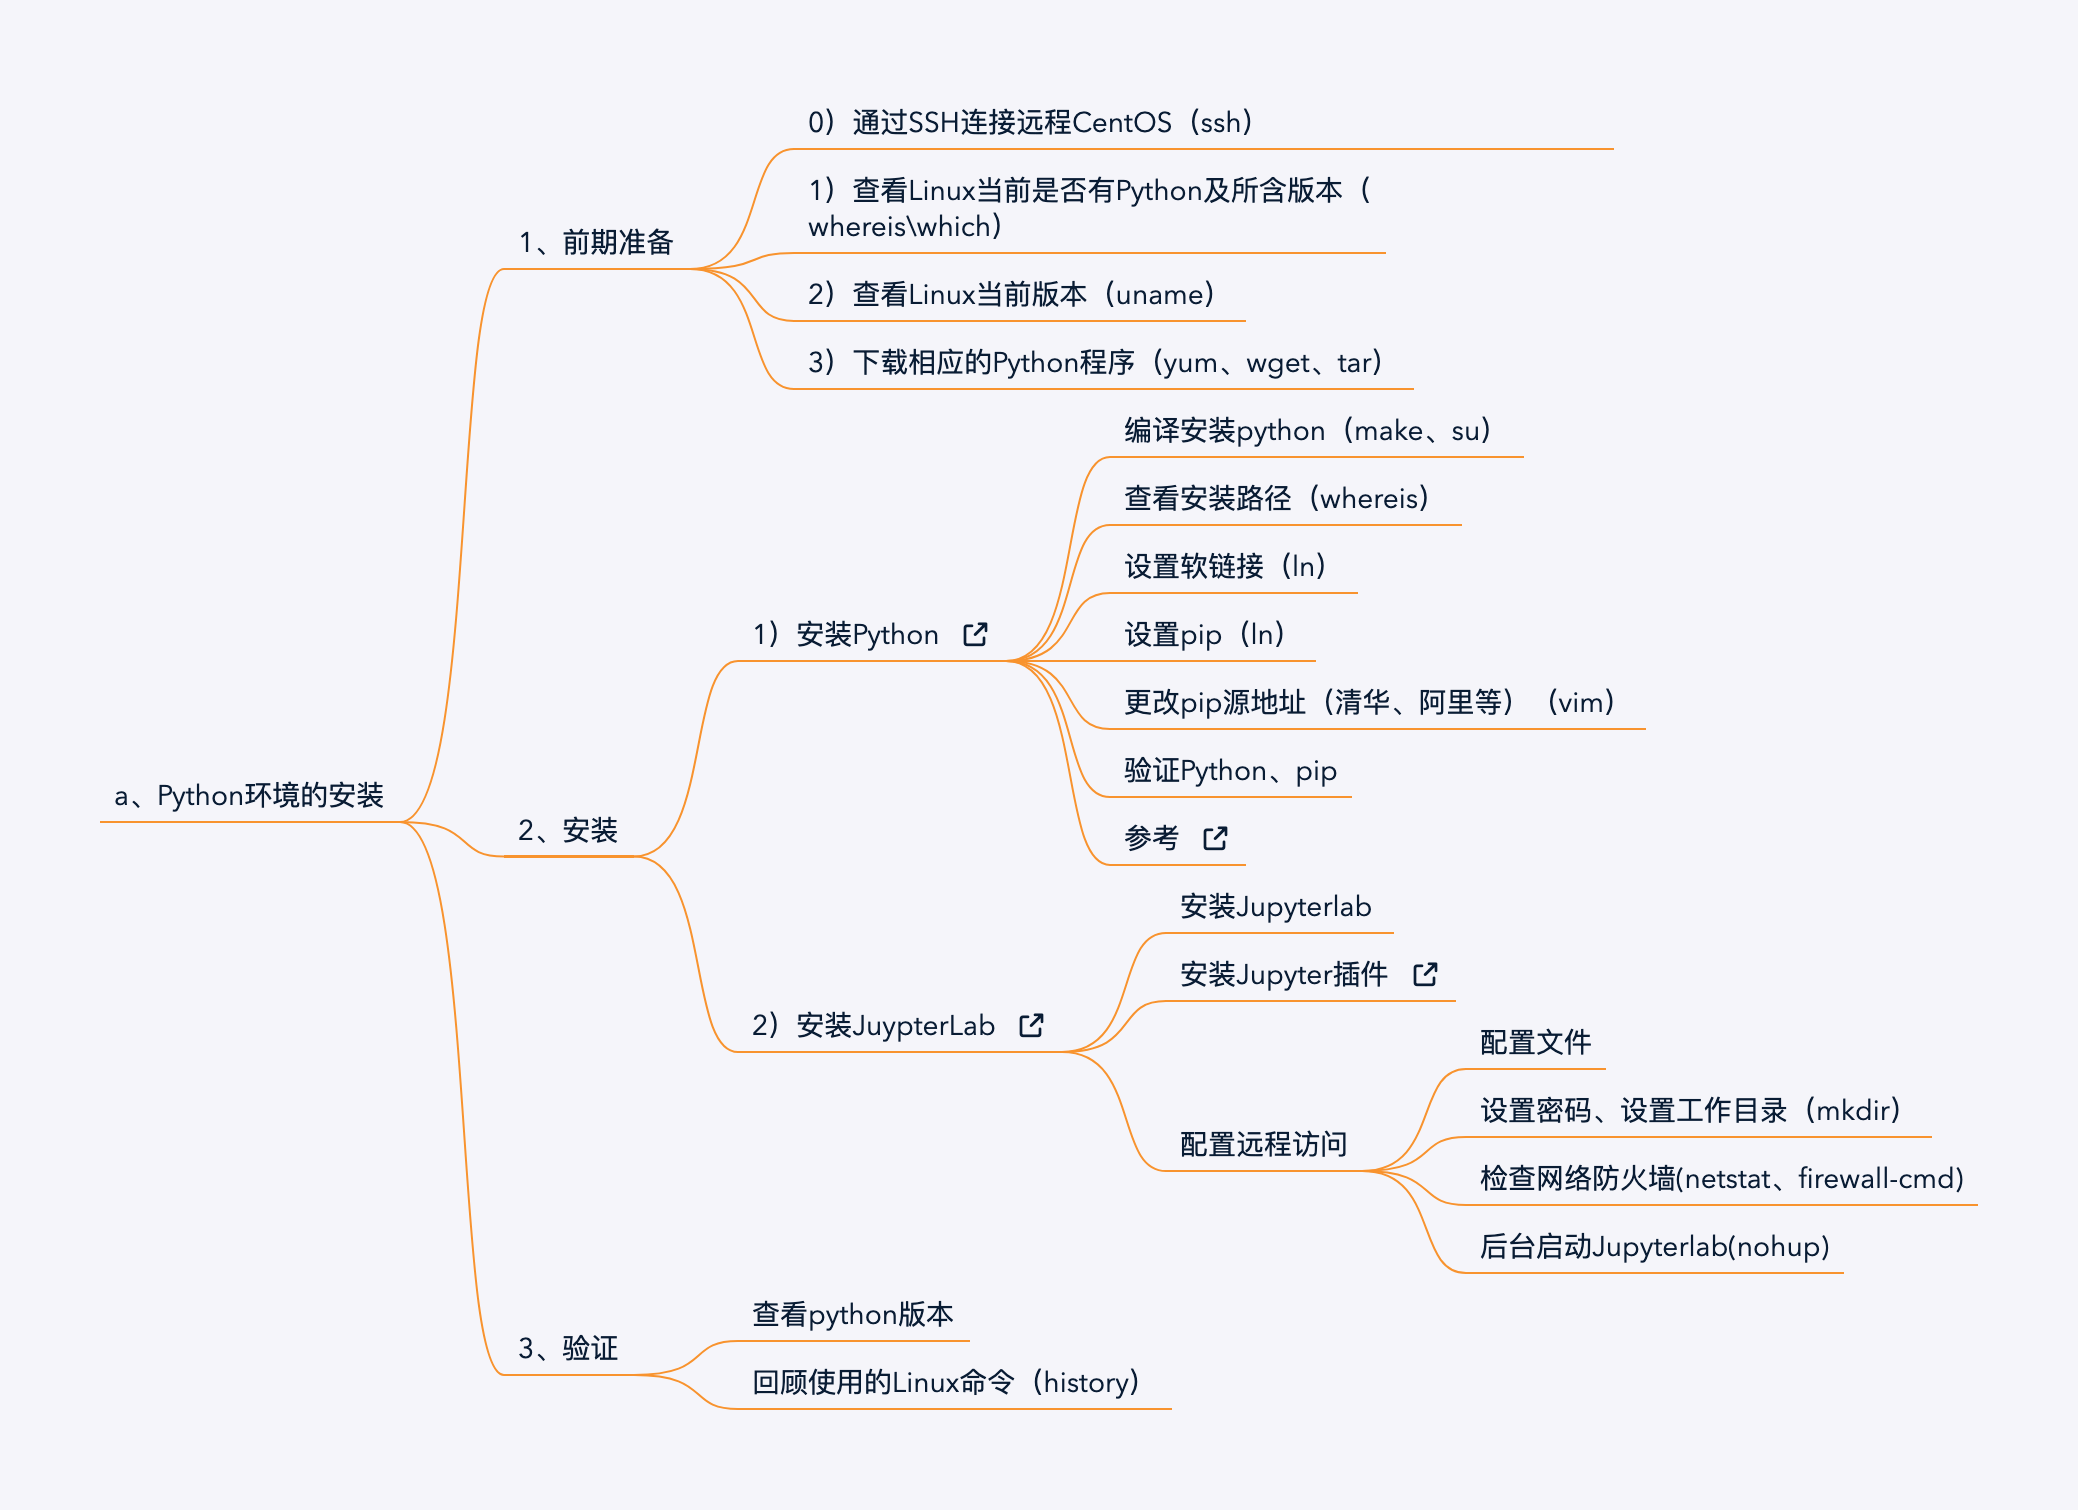 0）通过SSH连接远程CentOS（ssh）
1）查看Linux当前是否有Python及所含版本（
whereis\which）
1、前期准备
2）查看Linux当前版本（uname）
3）下载相应的Python程序（yum、wget、tar）
编译安装python（make、su）
查看安装路径（whereis）
设置软链接（ln）
1）安装Python
设置pip（ln）
更改pip源地址（清华、阿里等）（vim）
验证Python、pip
a、Python环境的安装
2、安装
参考
安装Jupyterlab
安装Jupyter插件
2）安装JuypterLab
配置文件
设置密码、设置工作目录（mkdir）
配置远程访问
检查网络防火墙(netstat、firewall-cmd)
后台启动Jupyterlab(nohup)
查看python版本
3、验证
回顾使用的Linux命令（history）